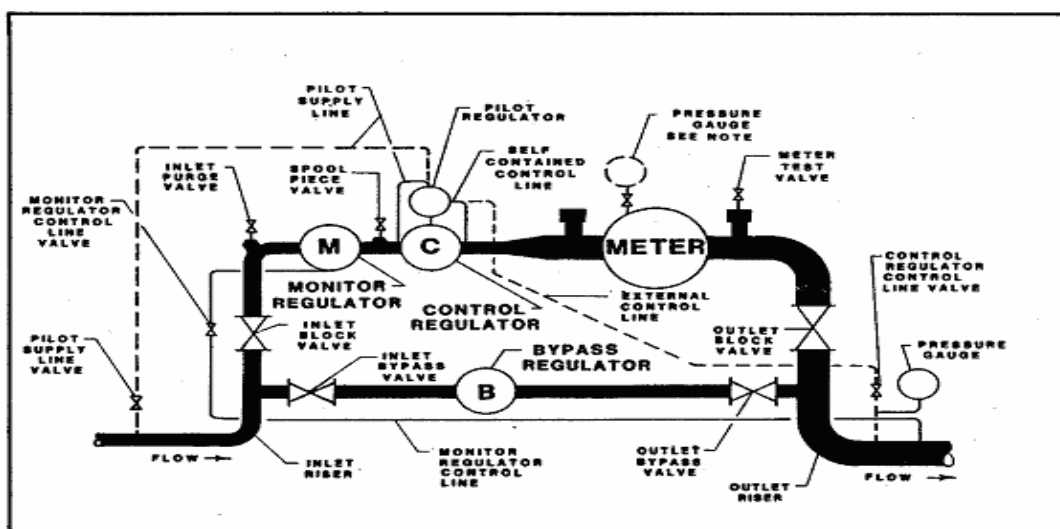 PILOT
SUPPLY
LINE
PILOT
REGULATOR
PRESSURE
GAUGE
SEE NOTE
SELF
CONTAINED
CONTROL
LINE
INLET
PURGE
VALVE
SPOOL
PIECE
VALVE
METER
TEST
VALVE
MONITOR
REGULATOR
CONTROL
LINE
VALVE
M
C
METER
MONITOR
REGULATOR
CONTROL
REGULATOR
EXTERNAL
CONTROL
LINE
CONTROL
REGULATOR
CONTROL
LINE VALVE
PILOT
SUPPLY
LINE
VALVE
INLET
BLOCK
VALVE
OUTLET
BLOCK
VALVE
PRESSURE
GAUGE
INLET
BYPASS
VALVE
BYPASS
REGULATOR
B
FLOW
INLET
RISER
MONITOR
REGULATOR
CONTROL
LINE
OUTLET
BYPASS
VALVE
OUTLET
RISER
FLOW